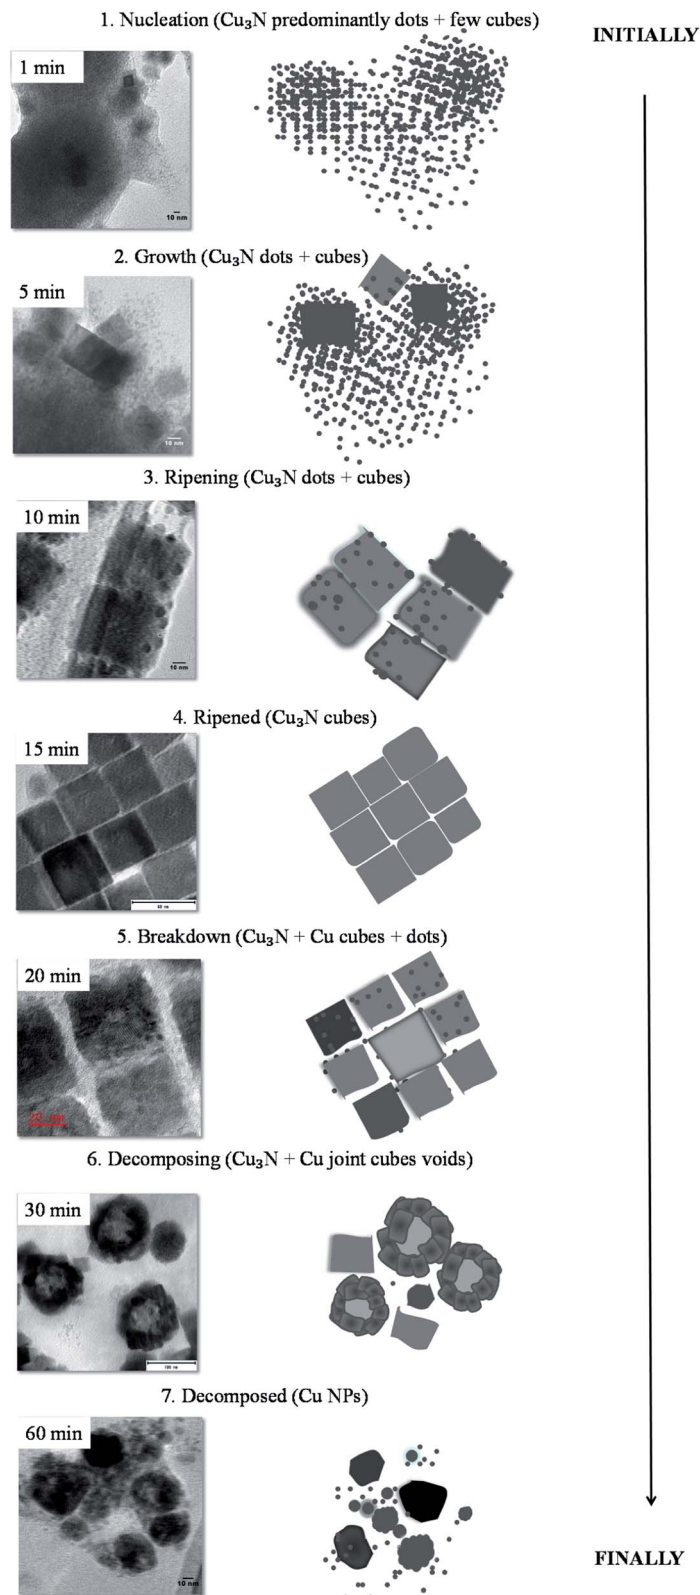 1. Nucleation (Cu₃N predominantly dots + few cubes)
INITIALLY
1 min
10 nm
2. Growth (Cu₃N dots + cubes)
5 min
10 nm
3. Ripening (Cu₃N dots + cubes)
10 min
10 nm
4. Ripened (Cu₃N cubes)
15 min
5. Breakdown (Cu₃N + Cu cubes + dots)
20 min
6. Decomposing (Cu₃N + Cu joint cubes voids)
30 min
100 nm
7. Decomposed (Cu NPs)
60 min
10 nm
FINALLY